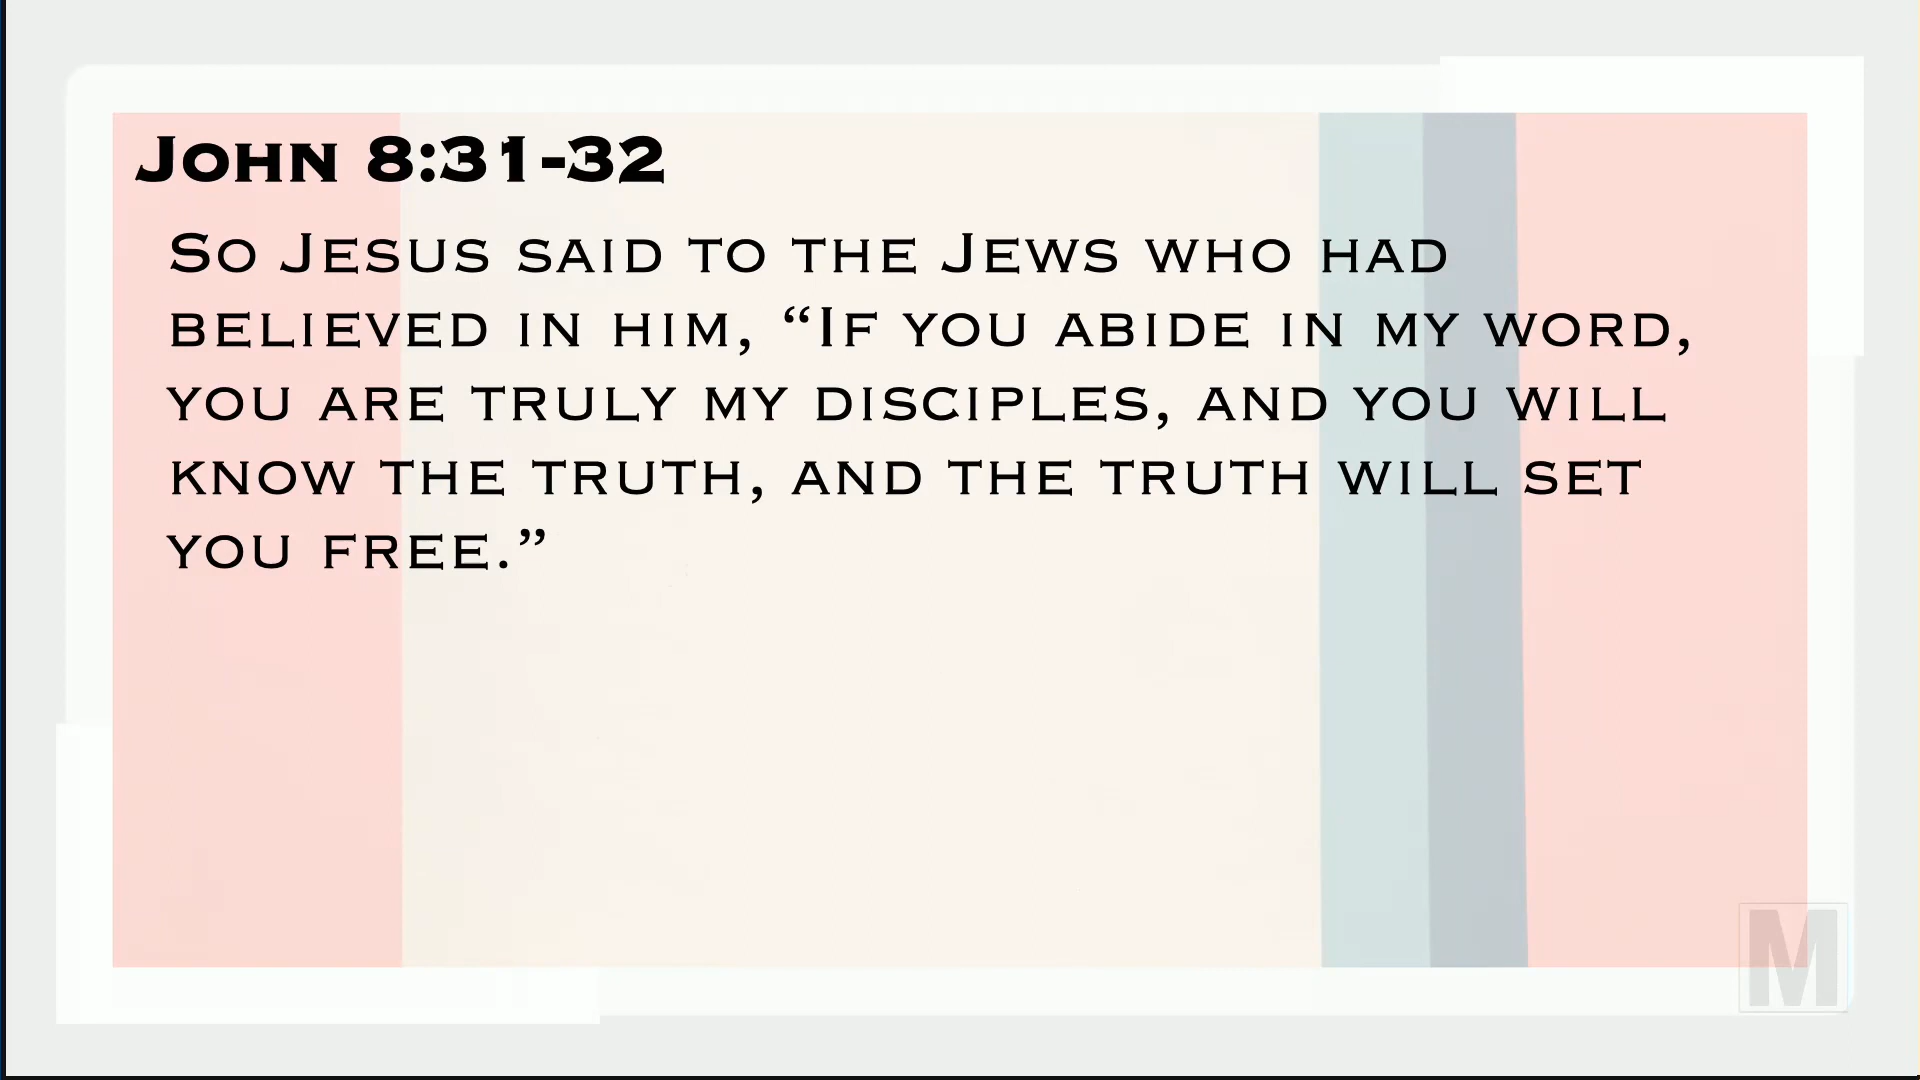 John 8:31-32
So Jesus said to the Jews who had
believed in him, “If you abide in my word,
you are truly my disciples, and you will
know the truth, and the truth will set
you free.”
M